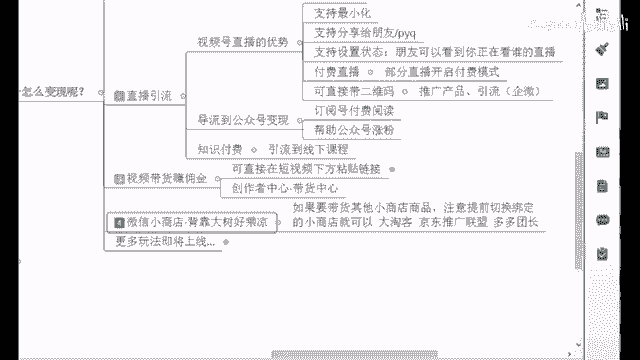 支持最小化
支持分享给朋友/pyq
视频号直播的优势
支持设置状态：朋友可以看到你正在看谁的直播
付费直播
部分直播开启付费模式
怎么变现呢？
直播引流
可直接带二维码
推广产品、引流（企微）
导流到公众号变现
订阅号付费阅读
帮助公众号涨粉
知识付费
引流到线下课程
视频带货赚佣金
可直接在短视频下方粘贴链接
创作者中心·带货中心
4
微信小商店·背靠大树好乘凉
如果要带货其他小商店商品，注意提前切换绑定
的小商店就可以 大淘客 京东推广联盟 多多团长
更多玩法即将上线...